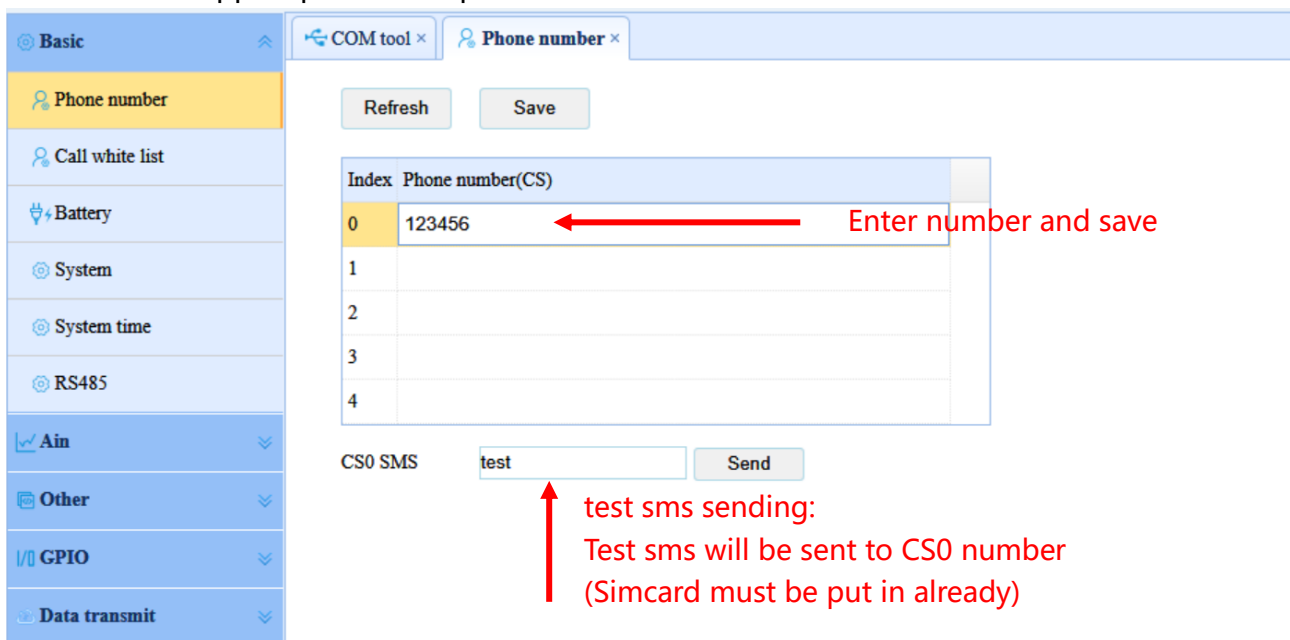 Basic
Phone number
Call white list
Battery
System
System time
RS485
Ain
Other
GPIO
Data transmit
COM tool × Phone number ×
Refresh Save
Index Phone number(CS)
0 123456 Enter number and save
1
2
3
4
CS0 SMS test Send
test sms sending:
Test sms will be sent to CS0 number
(Simcard must be put in already)